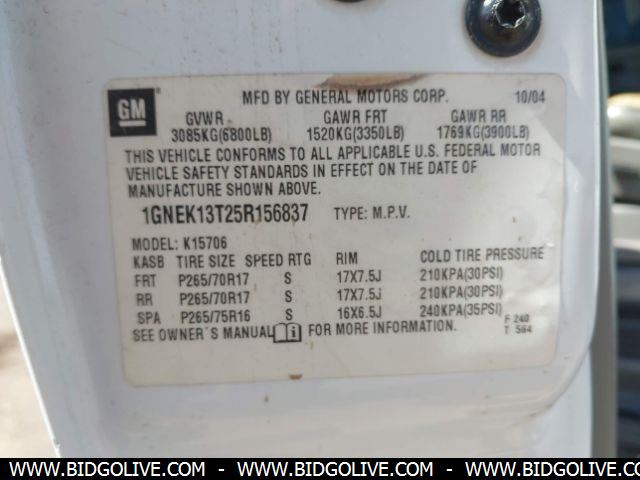 GM
MFD BY GENERAL MOTORS CORP. 10/04
GVWR GAWR FRT GAWR RR
3085KG(6800LB) 1520KG(3350LB) 1769KG(3900LB)
THIS VEHICLE CONFORMS TO ALL APPLICABLE U.S. FEDERAL MOTOR
VEHICLE SAFETY STANDARDS IN EFFECT ON THE DATE OF
MANUFACTURE SHOWN ABOVE.
1GNEK13T25R156837 TYPE: M.P.V.
MODEL: K15706
KASB TIRE SIZE SPEED RTG RIM COLD TIRE PRESSURE
FRT P265/70R17 S 17X7.5J 210KPA(30PSI)
RR P265/70R17 S 17X7.5J 210KPA(30PSI)
SPA P265/75R16 S 16X6.5J 240KPA(35PSI)
SEE OWNER´S MANUAL i FOR MORE INFORMATION.
F 240
T 564
WWW.BIDGOLIVE.COM - WWW.BIDGOLIVE.COM - WWW.BIDGOLIVE.COM